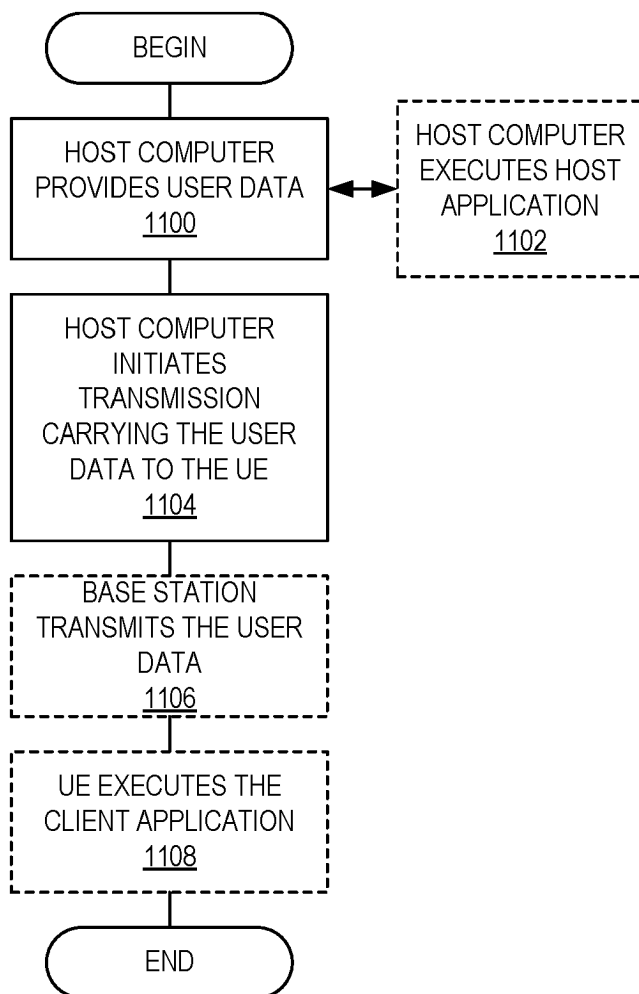 BEGIN
HOST COMPUTER
PROVIDES USER DATA
1100
HOST COMPUTER
EXECUTES HOST
APPLICATION
1102
HOST COMPUTER
INITIATES
TRANSMISSION
CARRYING THE USER
DATA TO THE UE
1104
BASE STATION
TRANSMITS THE USER
DATA
1106
UE EXECUTES THE
CLIENT APPLICATION
1108
END